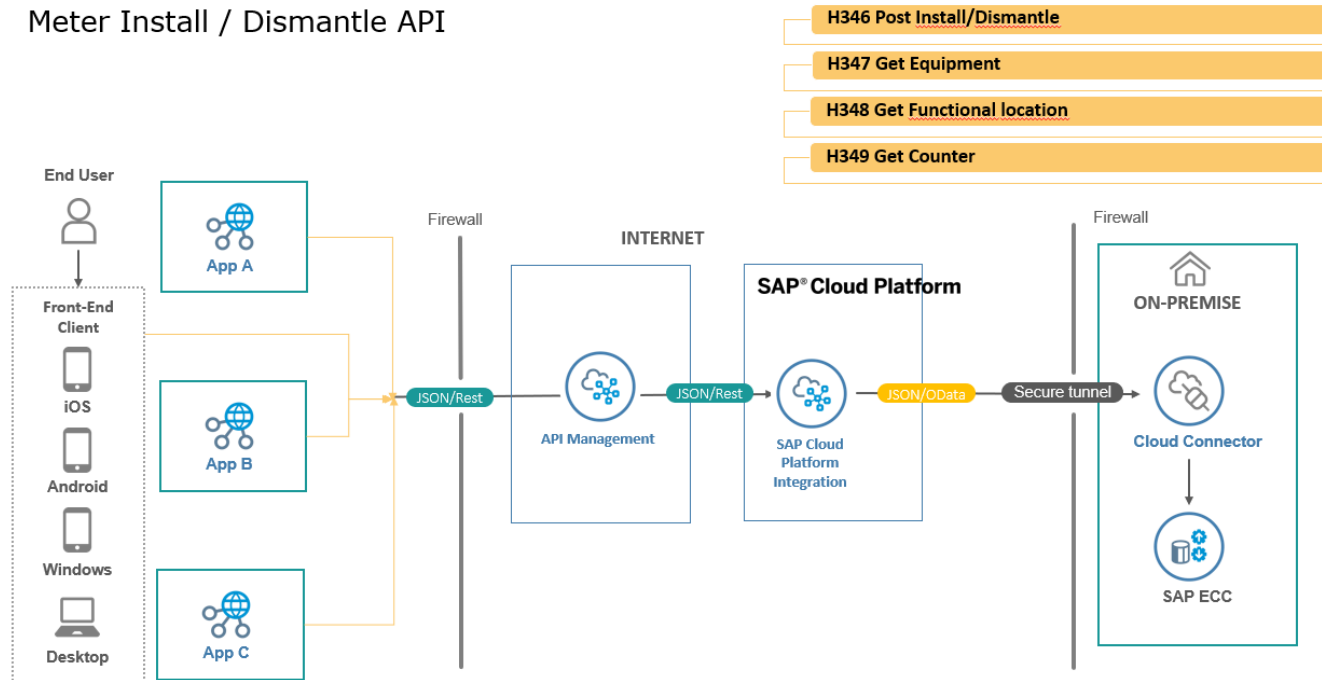 Meter Install / Dismantle API
H346 Post Install/Dismantle
H347 Get Equipment
H348 Get Functional location
H349 Get Counter
End User
Front-End
Client
iOS
Android
Windows
Desktop
App A
App B
App C
Firewall
JSON/Rest
INTERNET
API Management
JSON/Rest
SAP® Cloud Platform
SAP Cloud
Platform
Integration
JSON/OData
Secure tunnel
Firewall
ON-PREMISE
Cloud Connector
SAP ECC